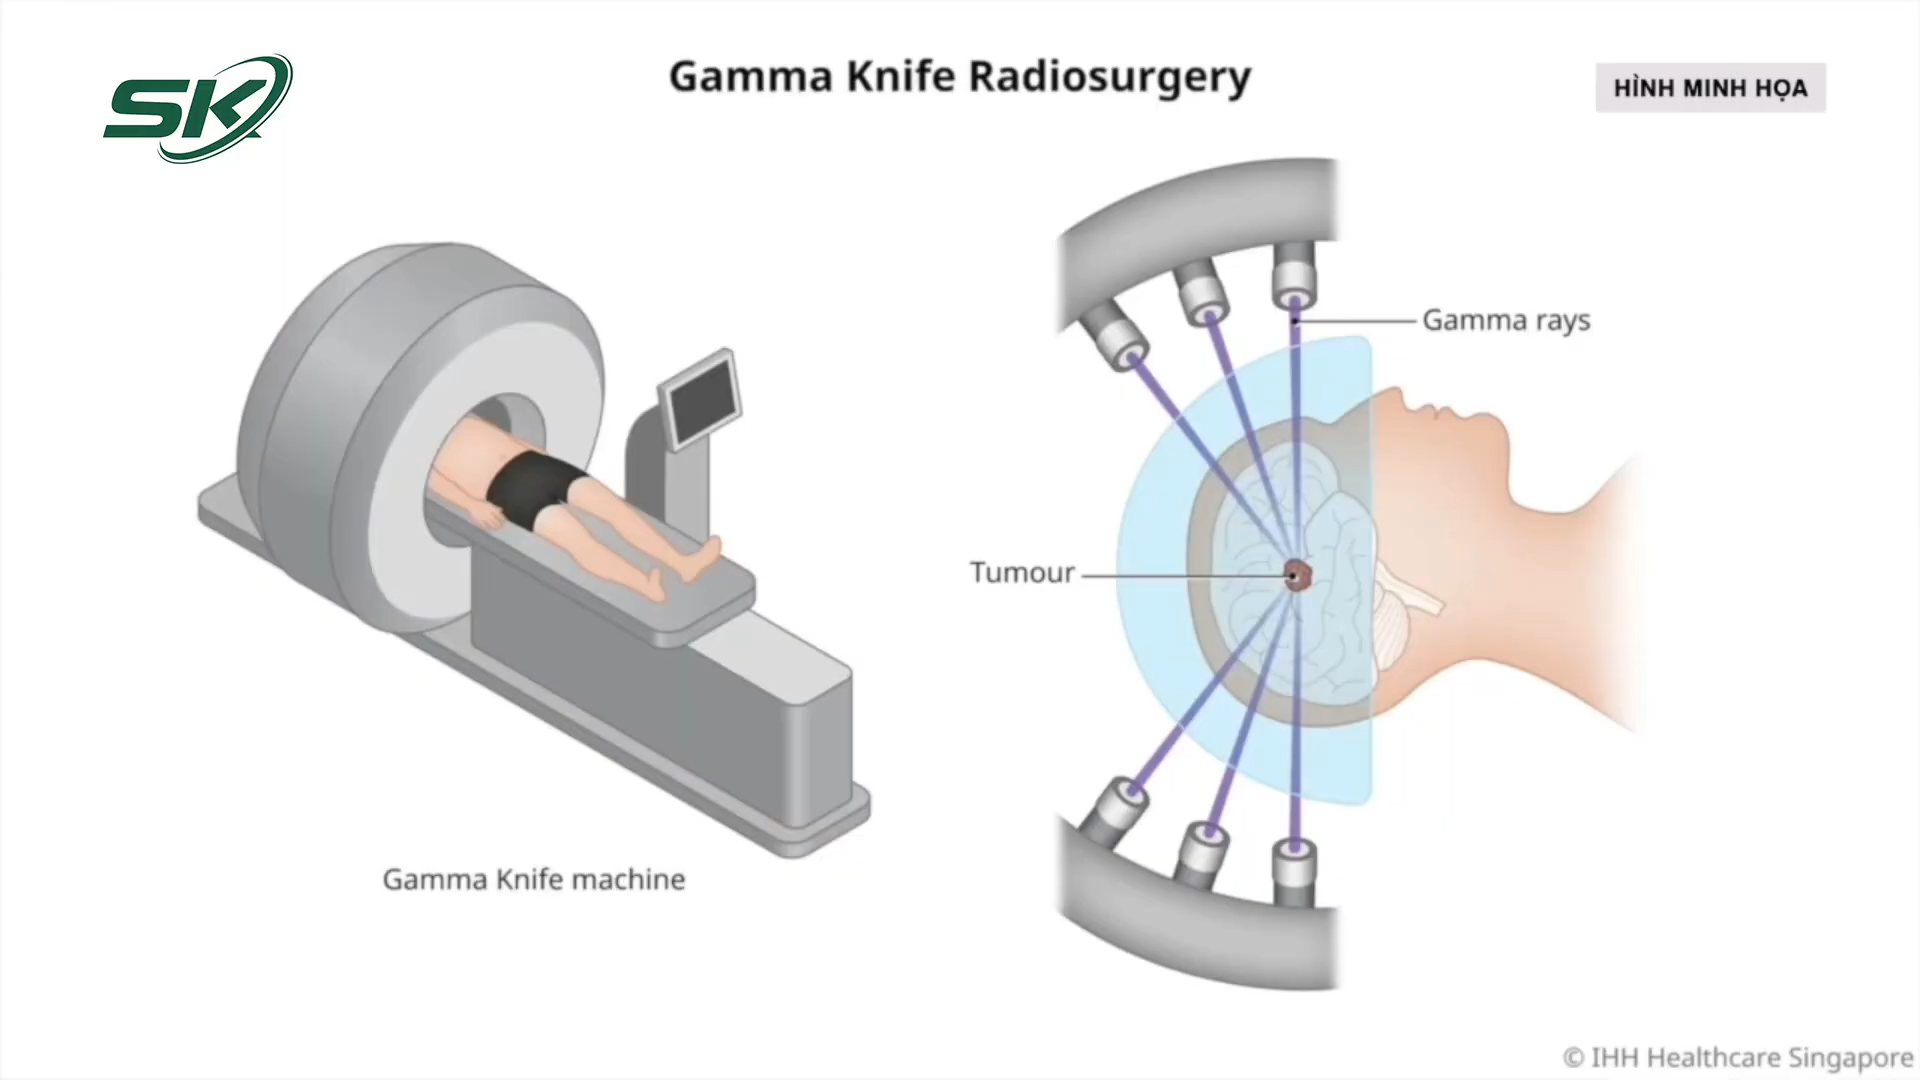 SK
Gamma Knife Radiosurgery
HÌNH MINH HỌA
Gamma rays
Tumour
Gamma Knife machine
© IHH Healthcare Singapore